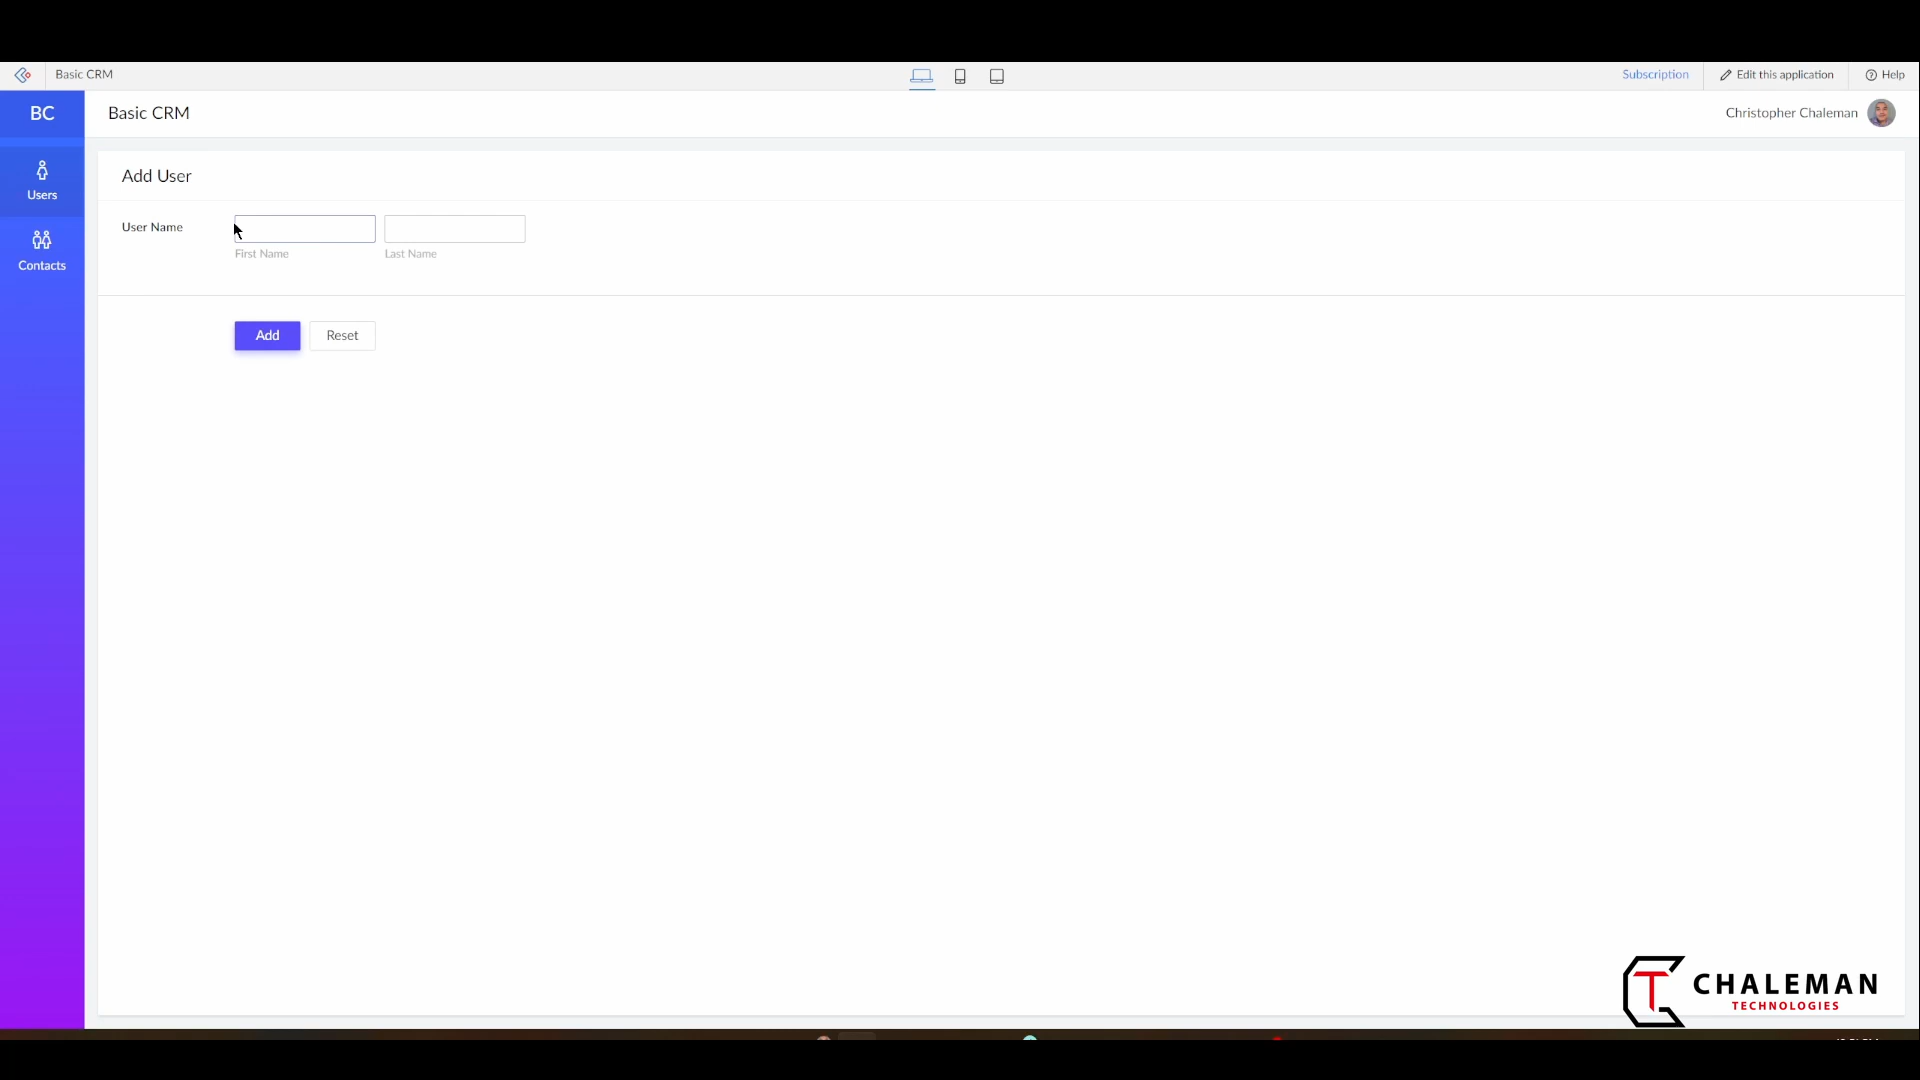 Basic CRM
Subscription
Edit this application
Help
BC
Basic CRM
Christopher Chaleman
Users
Contacts
Add User
User Name
First Name
Last Name
Add
Reset
CHALEMAN
TECHNOLOGIES